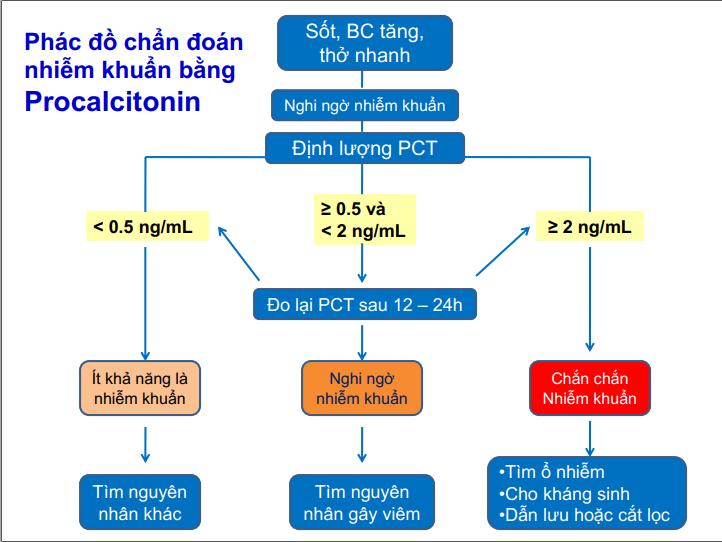 Phác đồ chẩn đoán
nhiễm khuẩn bằng
Procalcitonin
Sốt, BC tăng,
thở nhanh
Nghi ngờ nhiễm khuẩn
Định lượng PCT
< 0.5 ng/mL
≥ 0.5 và
< 2 ng/mL
≥ 2 ng/mL
Đo lại PCT sau 12 – 24h
Ít khả năng là
nhiễm khuẩn
Nghi ngờ
nhiễm khuẩn
Chắn chắn
Nhiễm khuẩn
Tìm nguyên
nhân khác
Tìm nguyên
nhân gây viêm
•Tìm ổ nhiễm
•Cho kháng sinh
•Dẫn lưu hoặc cắt lọc